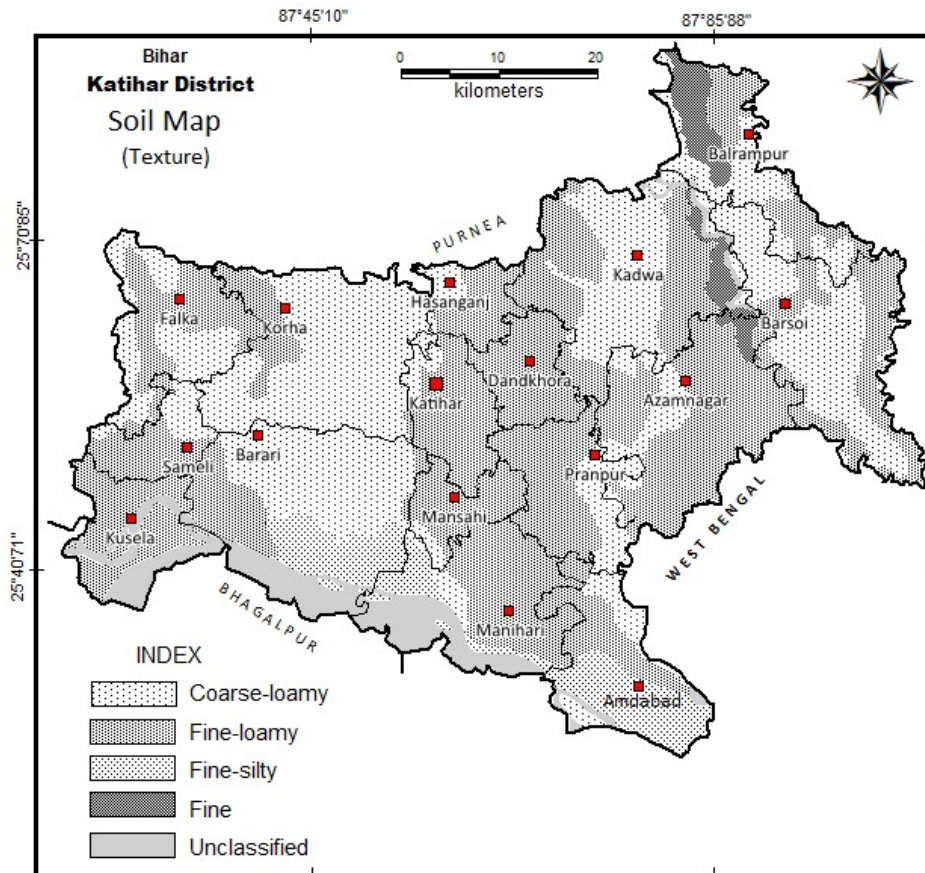 87°45'10"
87°85'88"
Bihar
Katihar District
Soil Map
(Texture)
0 10 20
kilometers
Balrampur
25°70'85"
PURNEA
Kadwa
Hasanganj
Falka
Korha
Barsoi
Dandkhora
Katihar
Azamnagar
Barari
Sameli
Pranpur
Mansahi
Kusela
WEST BENGAL
25°40'71"
BHAGALPUR
Manihari
Amdabad
INDEX
Coarse-loamy
Fine-loamy
Fine-silty
Fine
Unclassified